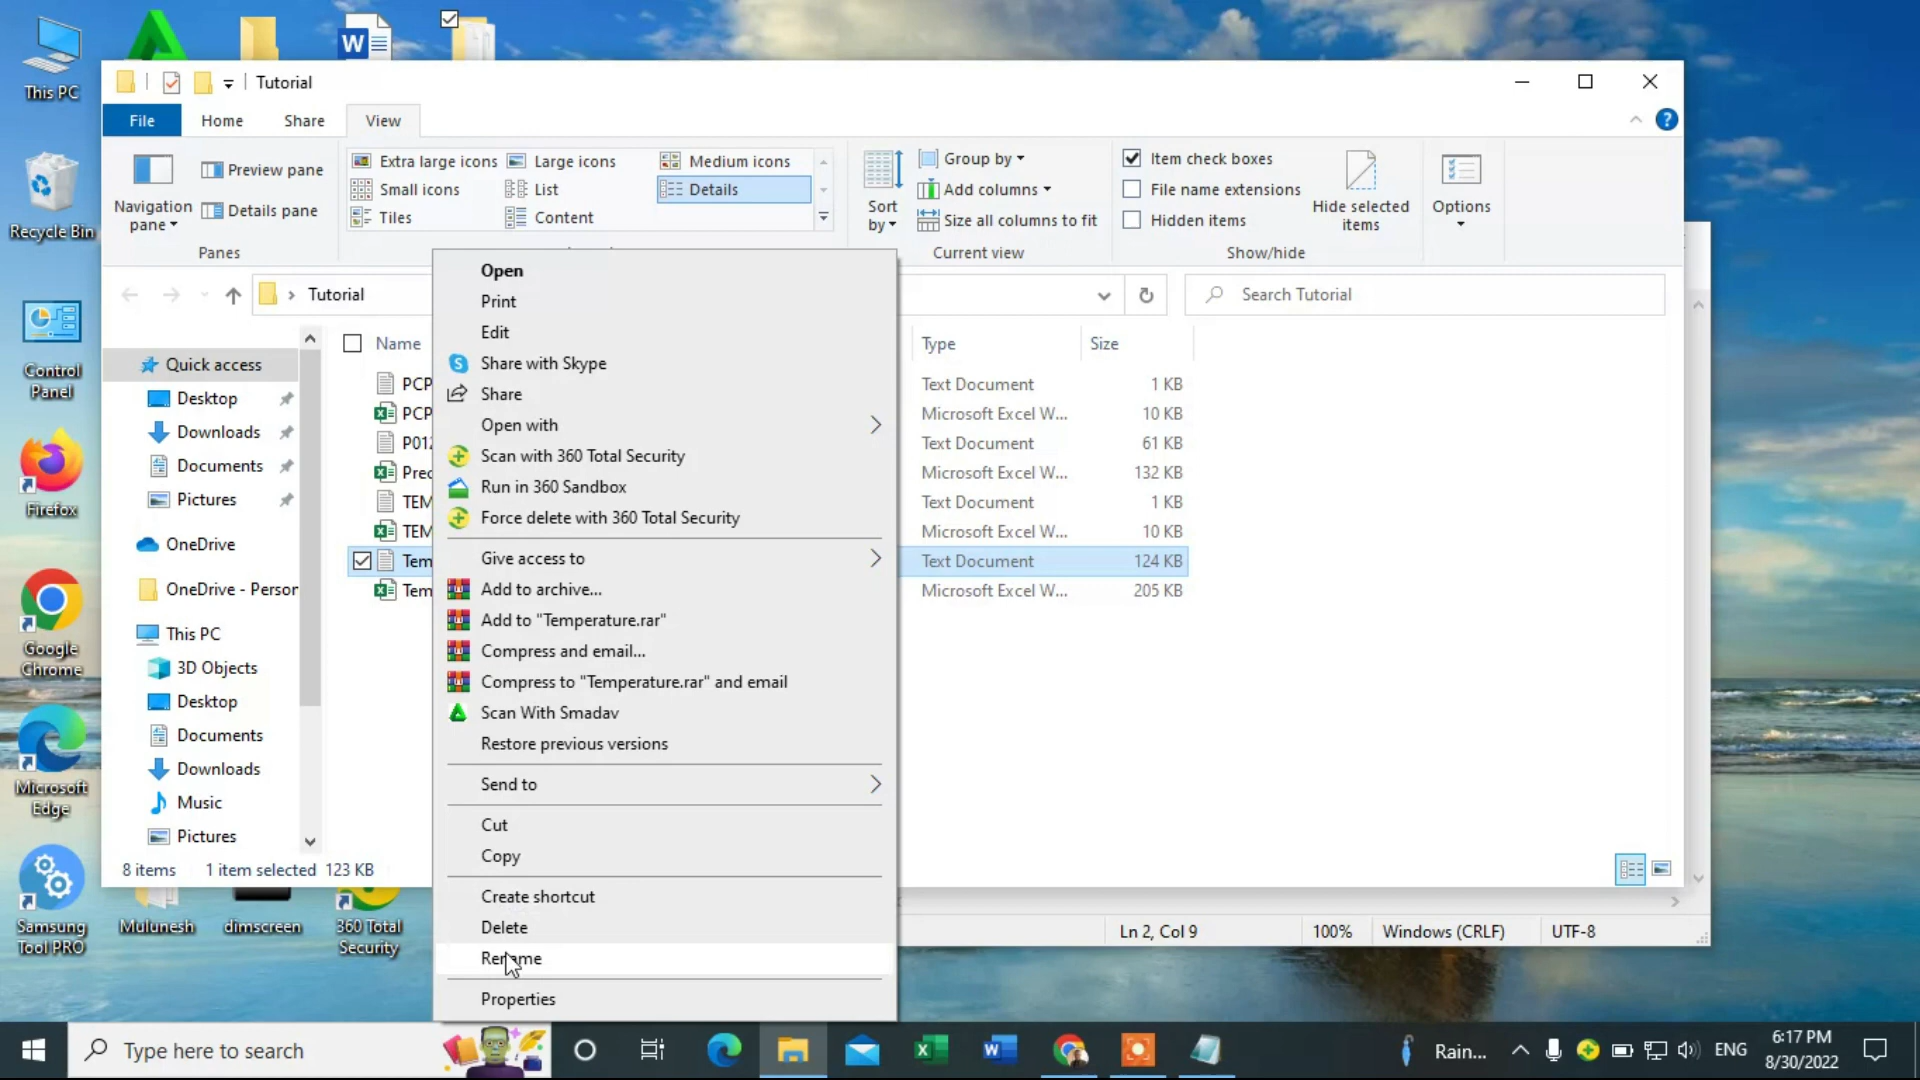 This PC
Recycle Bin
Control
Panel
Firefox
Google
Chrome
Microsoft
Edge
Samsung
Tool PRO
Mulunesh
dimscreen
360 Total
Security
Tutorial
File
Home
Share
View
Navigation
pane
Preview pane
Details pane
Panes
Extra large icons
Large icons
Medium icons
Small icons
List
Details
Tiles
Content
Sort
by
Group by
Add columns
Size all columns to fit
Current view
Item check boxes
File name extensions
Hidden items
Hide selected
items
Show/hide
Options
Tutorial
Search Tutorial
Quick access
Desktop
Downloads
Documents
Pictures
OneDrive
OneDrive - Person
This PC
3D Objects
Desktop
Documents
Downloads
Music
Pictures
Name
Type
Size
PCP
Text Document
1 KB
PCP
Microsoft Excel W...
10 KB
P012
Text Document
61 KB
Prec
Microsoft Excel W...
132 KB
TEM
Text Document
1 KB
TEM
Microsoft Excel W...
10 KB
Tem
Text Document
124 KB
Tem
Microsoft Excel W...
205 KB
Open
Print
Edit
Share with Skype
Share
Open with
Scan with 360 Total Security
Run in 360 Sandbox
Force delete with 360 Total Security
Give access to
Add to archive...
Add to "Temperature.rar"
Compress and email...
Compress to "Temperature.rar" and email
Scan With Smadav
Restore previous versions
Send to
Cut
Copy
Create shortcut
Delete
Rename
Properties
8 items
1 item selected
123 KB
Ln 2, Col 9
100%
Windows (CRLF)
UTF-8
Type here to search
Rain...
ENG
6:17 PM
8/30/2022